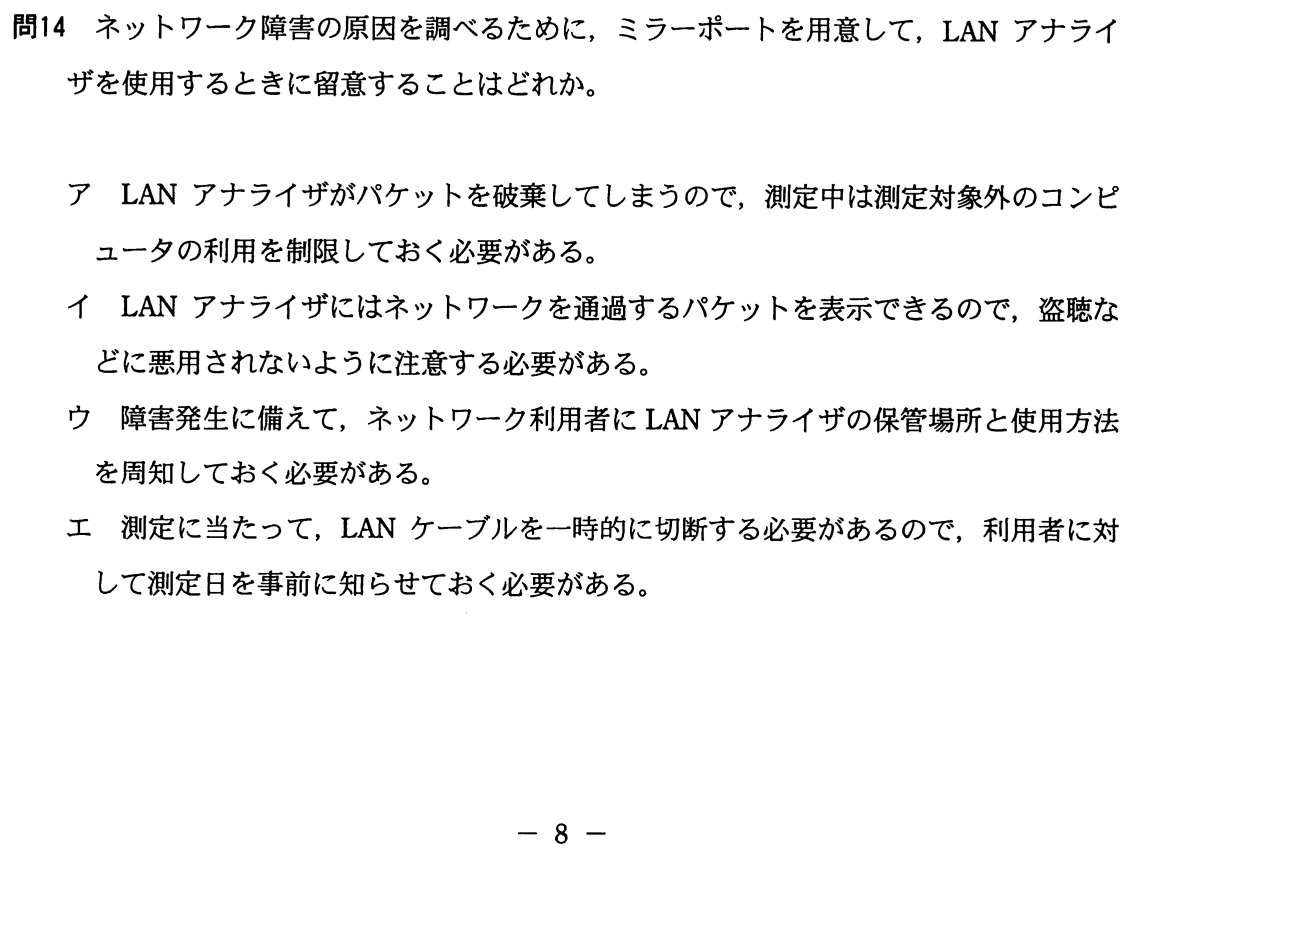 問14　ネットワーク障害の原因を調べるために，ミラーポートを用意して，LAN アナライ
ザを使用するときに留意することはどれか。
ア　LAN アナライザがパケットを破棄してしまうので，測定中は測定対象外のコンピ
ュータの利用を制限しておく必要がある。
イ　LAN アナライザにはネットワークを通過するパケットを表示できるので，盗聴な
どに悪用されないように注意する必要がある。
ウ　障害発生に備えて，ネットワーク利用者に LAN アナライザの保管場所と使用方法
を周知しておく必要がある。
エ　測定に当たって，LAN ケーブルを一時的に切断する必要があるので，利用者に対
して測定日を事前に知らせておく必要がある。
－ 8 －